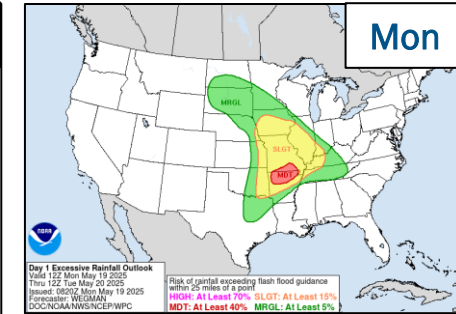 Mon
MRGL
SLGT
MDT
NOAA
Day 1 Excessive Rainfall Outlook
Valid 12Z Mon May 19 2025
Thru 12Z Tue May 20 2025
Issued: 0820Z Mon May 19 2025
Forecaster: WEGMAN
DOC/NOAA/NWS/NCEP/WPC
Risk of rainfall exceeding flash flood guidance
within 25 miles of a point
HIGH: At Least 70% SLGT: At Least 15%
MDT: At Least 40% MRGL: At Least 5%